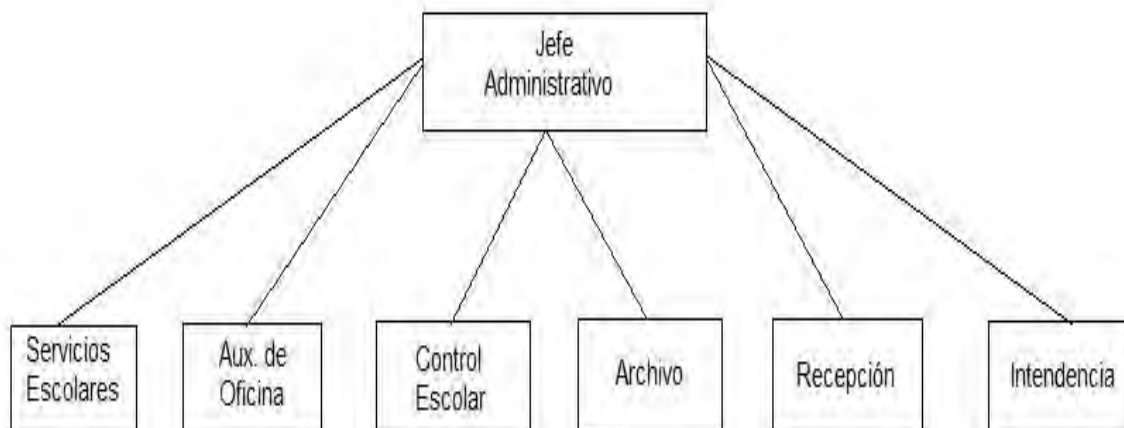 Jefe
Administrativo
Servicios
Escolares
Aux. de
Oficina
Control
Escolar
Archivo
Recepción
Intendencia